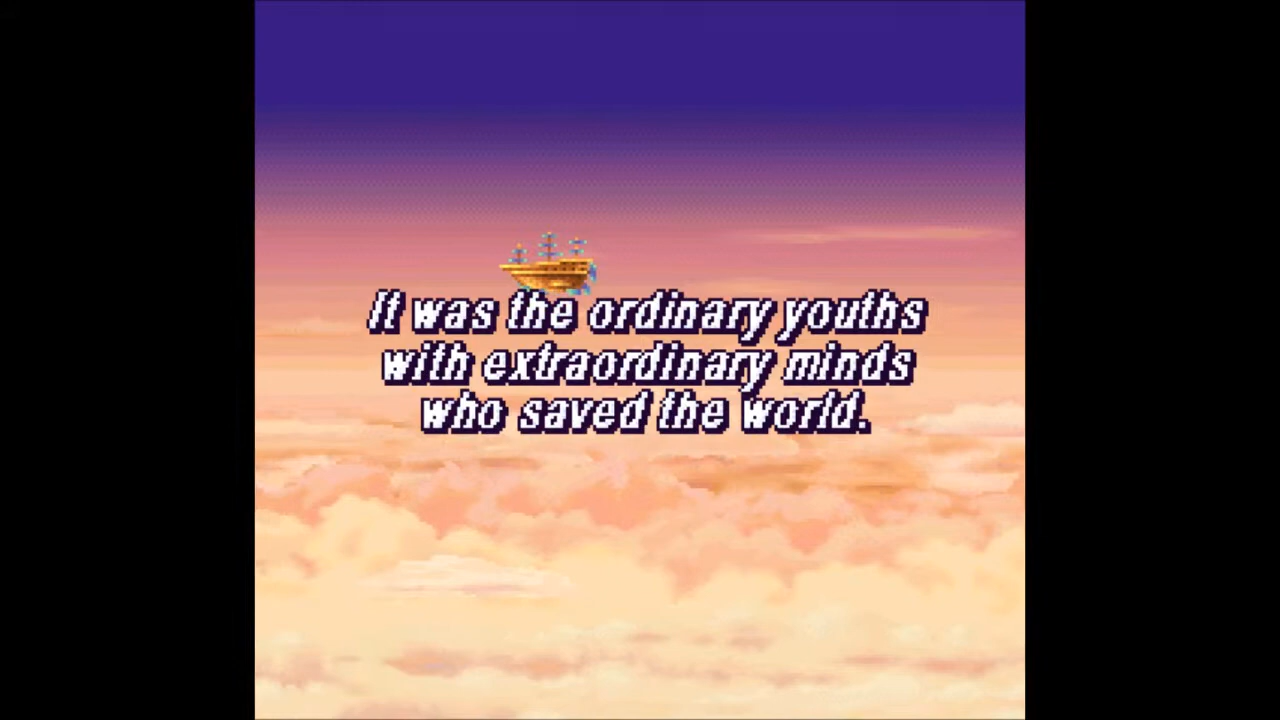 It was the ordinary youths
with extraordinary minds
who saved the world.